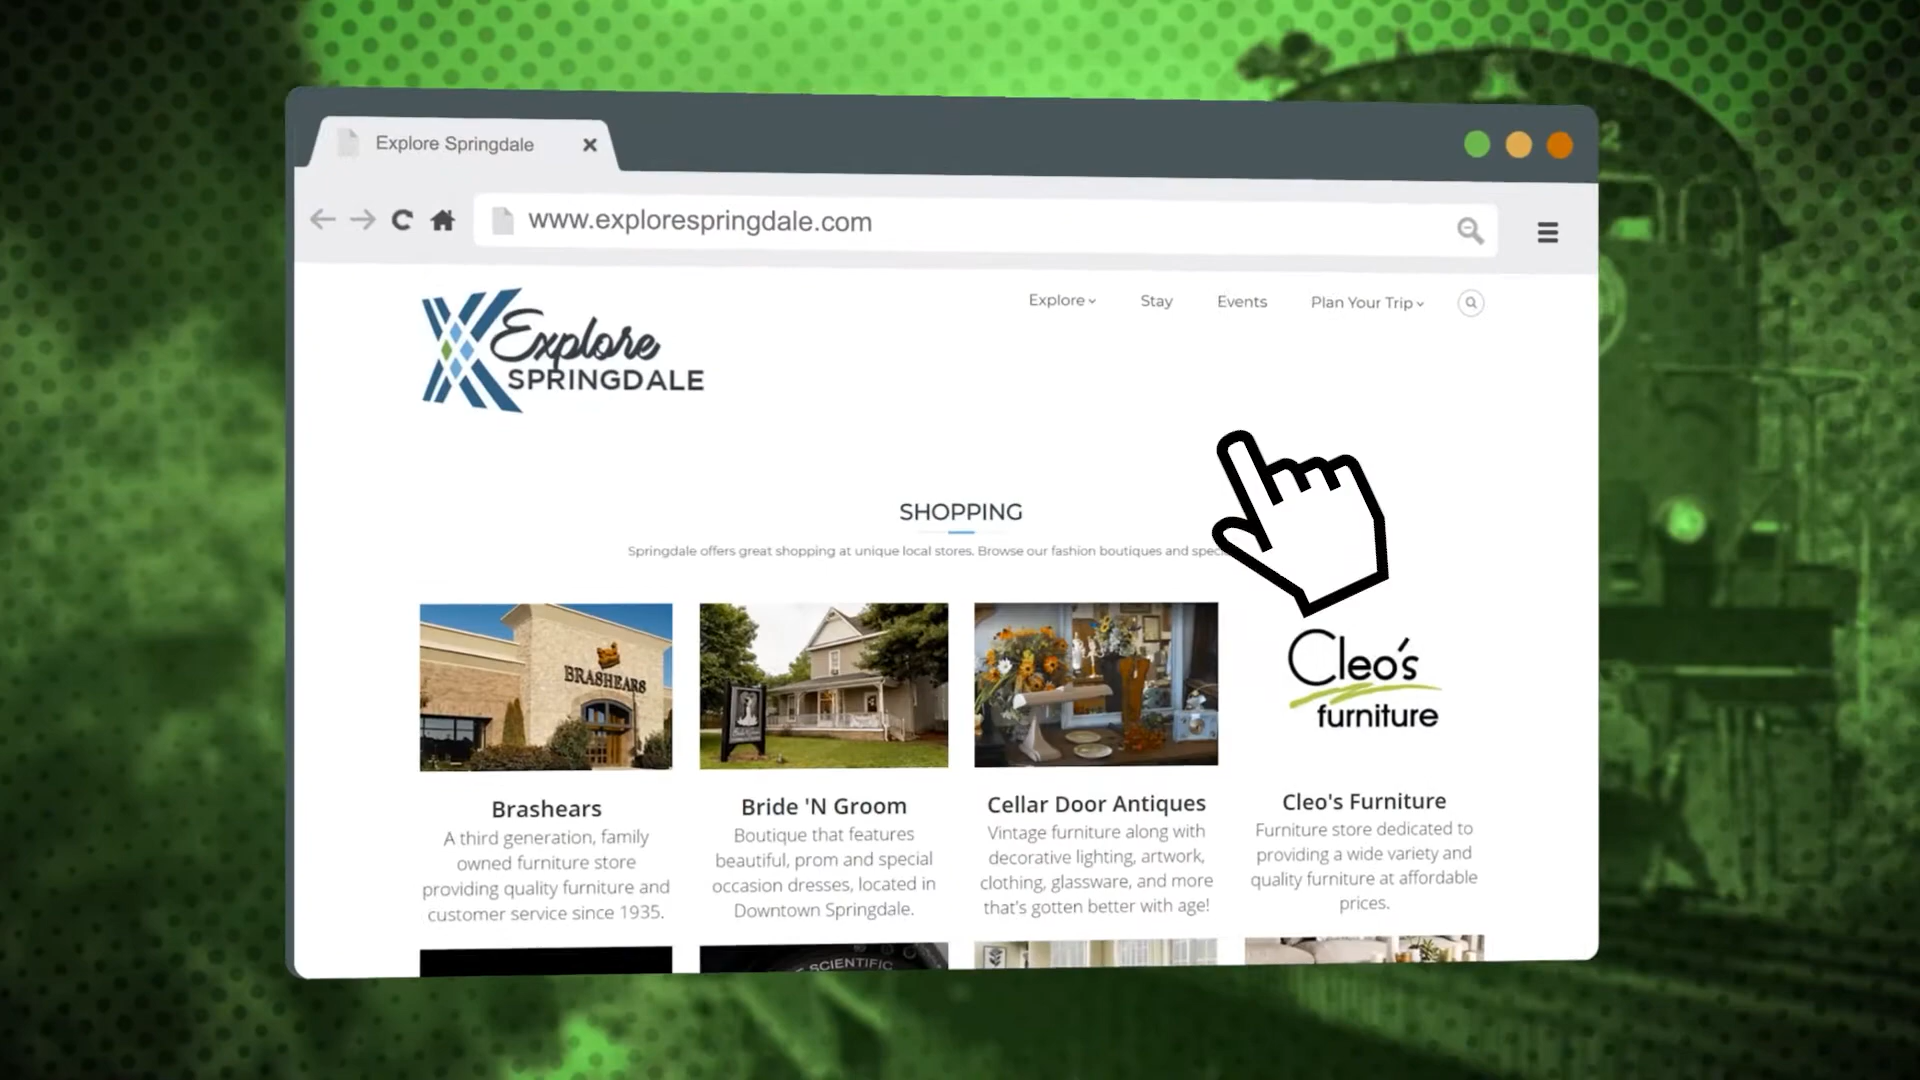 Explore Springdale
www.explorespringdale.com
Explore Stay Events Plan Your Trip
Explore
SPRINGDALE
SHOPPING
Springdale offers great shopping at unique local stores. Browse our fashion boutiques and
BRASHEARS
Cleo's
furniture
Brashears
A third generation, family
owned furniture store
providing quality furniture and
customer service since 1935.
Bride 'N Groom
Boutique that features
beautiful, prom and special
occasion dresses, located in
Downtown Springdale.
Cellar Door Antiques
Vintage furniture along with
decorative lighting, artwork,
clothing, glassware, and more
that's gotten better with age!
Cleo's Furniture
Furniture store dedicated to
providing a wide variety and
quality furniture at affordable
prices.
SCIENTIFIC